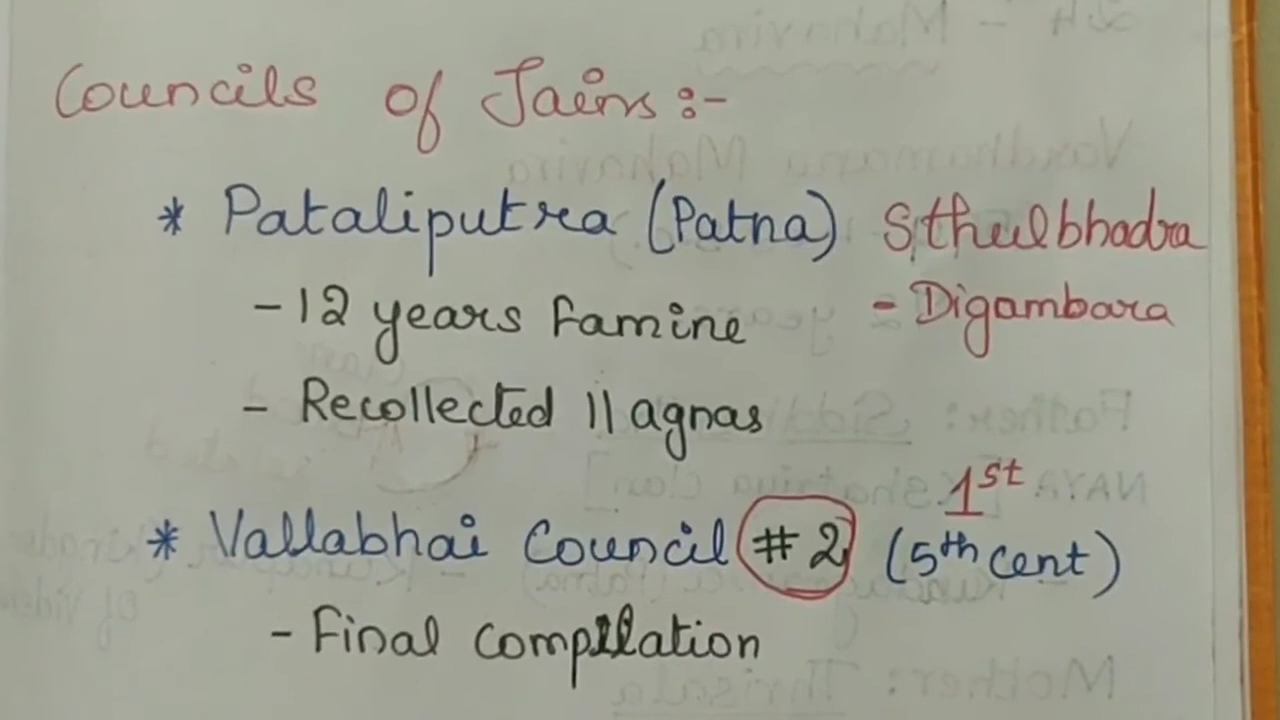 Councils of Jains :-
* Pataliputra (Patna) Sthulbhadra
- 12 years famine - Digambara
- Recollected 11 agnas
1st
* Vallabhai Council #2 (5th cent)
- Final compilation